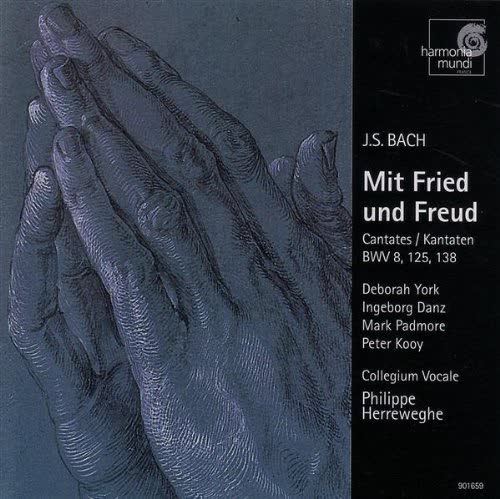 harmonia
mundi
FRANCE
J.S. BACH
Mit Fried
und Freud
Cantates / Kantaten
BWV 8, 125, 138
Deborah York
Ingeborg Danz
Mark Padmore
Peter Kooy
Collegium Vocale
Philippe
Herreweghe
901659